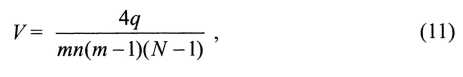 V = 4q / mn(m−1)(N−1) , (11)